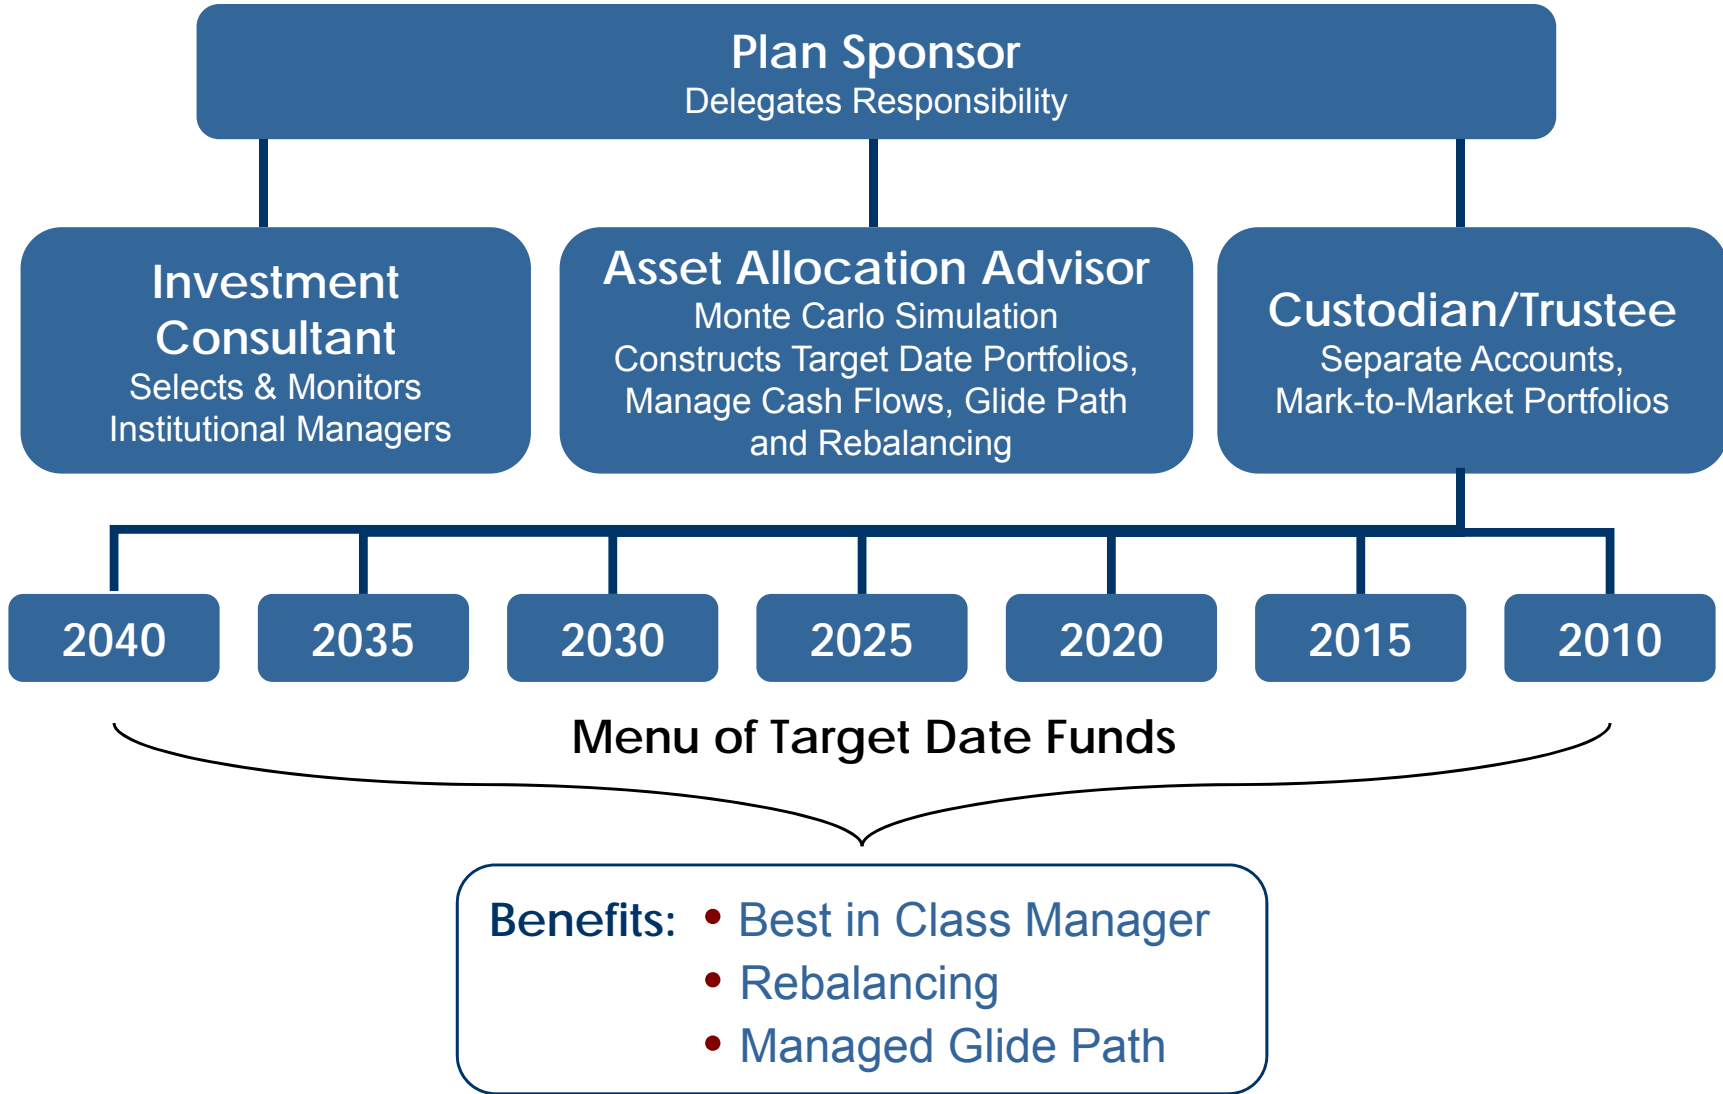 Plan Sponsor
Delegates Responsibility
Investment
Consultant
Selects & Monitors
Institutional Managers
Asset Allocation Advisor
Monte Carlo Simulation
Constructs Target Date Portfolios,
Manage Cash Flows, Glide Path
and Rebalancing
Custodian/Trustee
Separate Accounts,
Mark-to-Market Portfolios
2040
2035
2030
2025
2020
2015
2010
Menu of Target Date Funds
Benefits: • Best in Class Manager
• Rebalancing
• Managed Glide Path